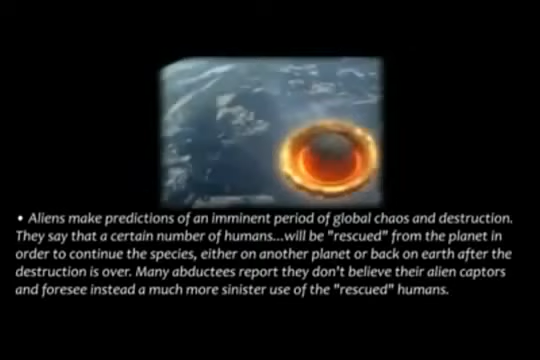 • Aliens make predictions of an imminent period of global chaos and destruction.
They say that a certain number of humans...will be "rescued" from the planet in
order to continue the species, either on another planet or back on earth after the
destruction is over. Many abductees report they don't believe their alien captors
and foresee instead a much more sinister use of the "rescued" humans.